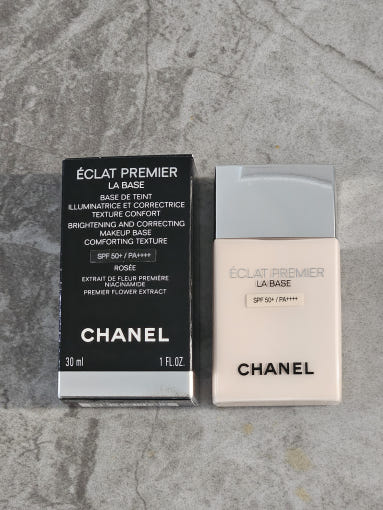 ÉCLAT PREMIER
LA BASE
BASE DE TEINT
ILLUMINATRICE ET CORRECTRICE
TEXTURE CONFORT
BRIGHTENING AND CORRECTING
MAKEUP BASE
COMFORTING TEXTURE
SPF 50+ / PA++++
ROSÉE
EXTRAIT DE FLEUR PREMIÈRE
NIACINAMIDE
PREMIER FLOWER EXTRACT
CHANEL
30 ml 1 FL.OZ.
ÉCLAT PREMIER
LA BASE
SPF 50+ / PA++++
CHANEL